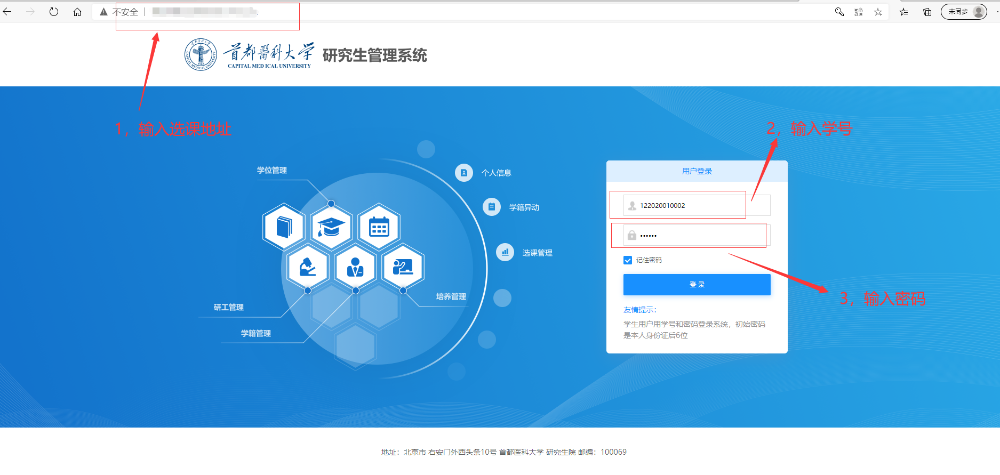 不安全
未同步
首都醫科大学
CAPITAL MEDICAL UNIVERSITY
1960
CAPITAL MED ICAL UNIVERSITY
研究生管理系统
1，输入选课地址
2，输入学号
学位管理
个人信息
学籍异动
选课管理
培养管理
研工管理
学籍管理
用户登录
122020010002
••••••
记住密码
登 录
3，输入密码
友情提示：
学生用户用学号和密码登录系统，初始密码
是本人身份证后6位
地址：北京市 右安门外西头条10号 首都医科大学 研究生院 邮编：100069